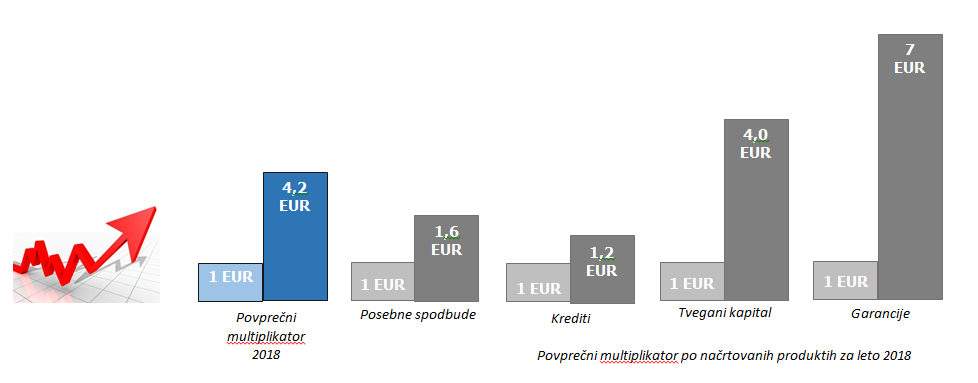 1 EUR
4,2
EUR
Povprečni
multiplikator
2018
1 EUR
1,6
EUR
Posebne spodbude
1 EUR
1,2
EUR
Krediti
1 EUR
4,0
EUR
Tvegani kapital
1 EUR
7
EUR
Garancije
Povprečni multiplikator po načrtovanih produktih za leto 2018